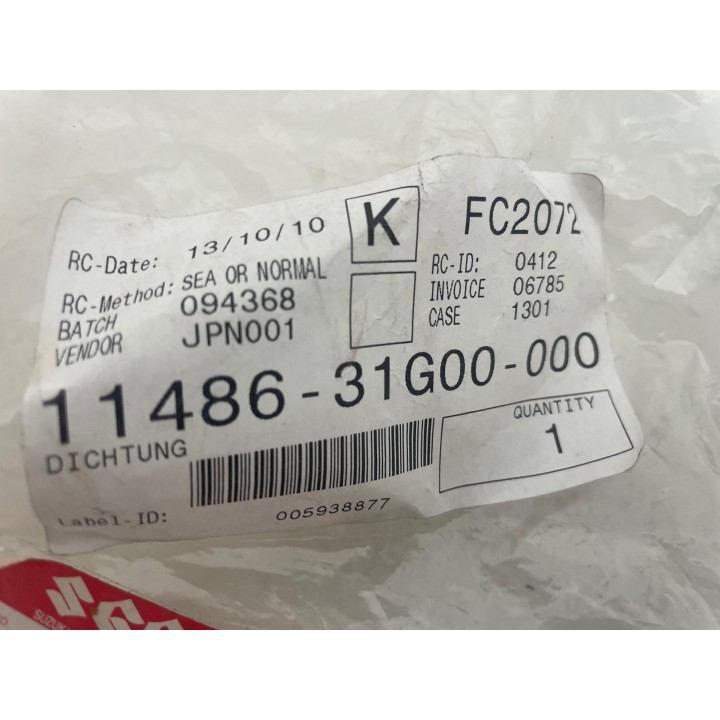 RC-Date: 13/10/10 K FC2072
RC-Method: SEA OR NORMAL RC-ID: 0412
BATCH 094368 INVOICE 06785
VENDOR JPN001 CASE 1301
11486-31G00-000
DICHTUNG QUANTITY
1
Label-ID: 005938877